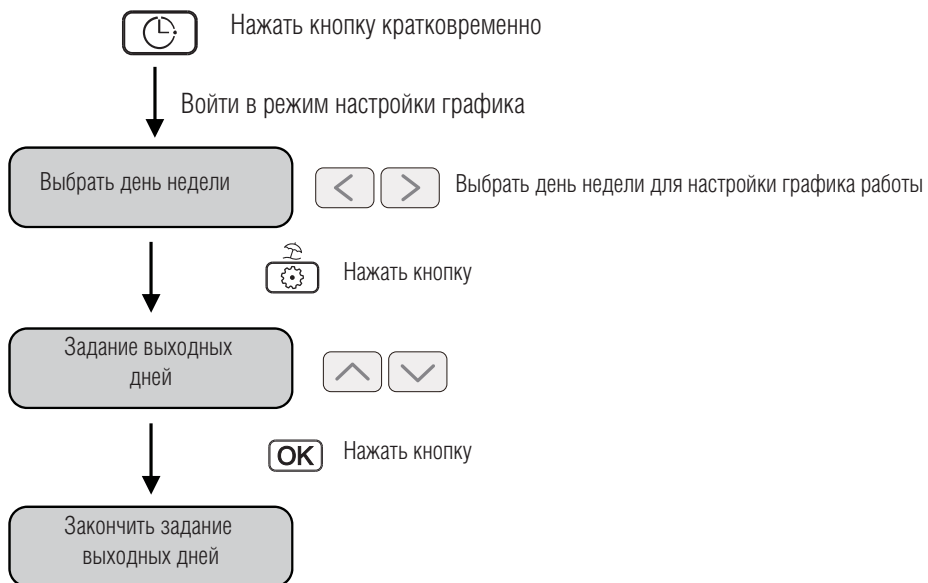 Нажать кнопку кратковременно
Войти в режим настройки графика
Выбрать день недели
Выбрать день недели для настройки графика работы
Нажать кнопку
Задание выходных
дней
OK
Нажать кнопку
Закончить задание
выходных дней